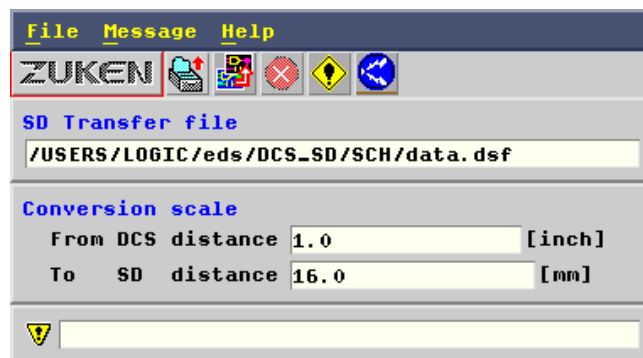 File Message Help
ZUKEN
SD Transfer file
/USERS/LOGIC/eds/DCS_SD/SCH/data.dsf
Conversion scale
From DCS distance 1.0 [inch]
To SD distance 16.0 [mm]